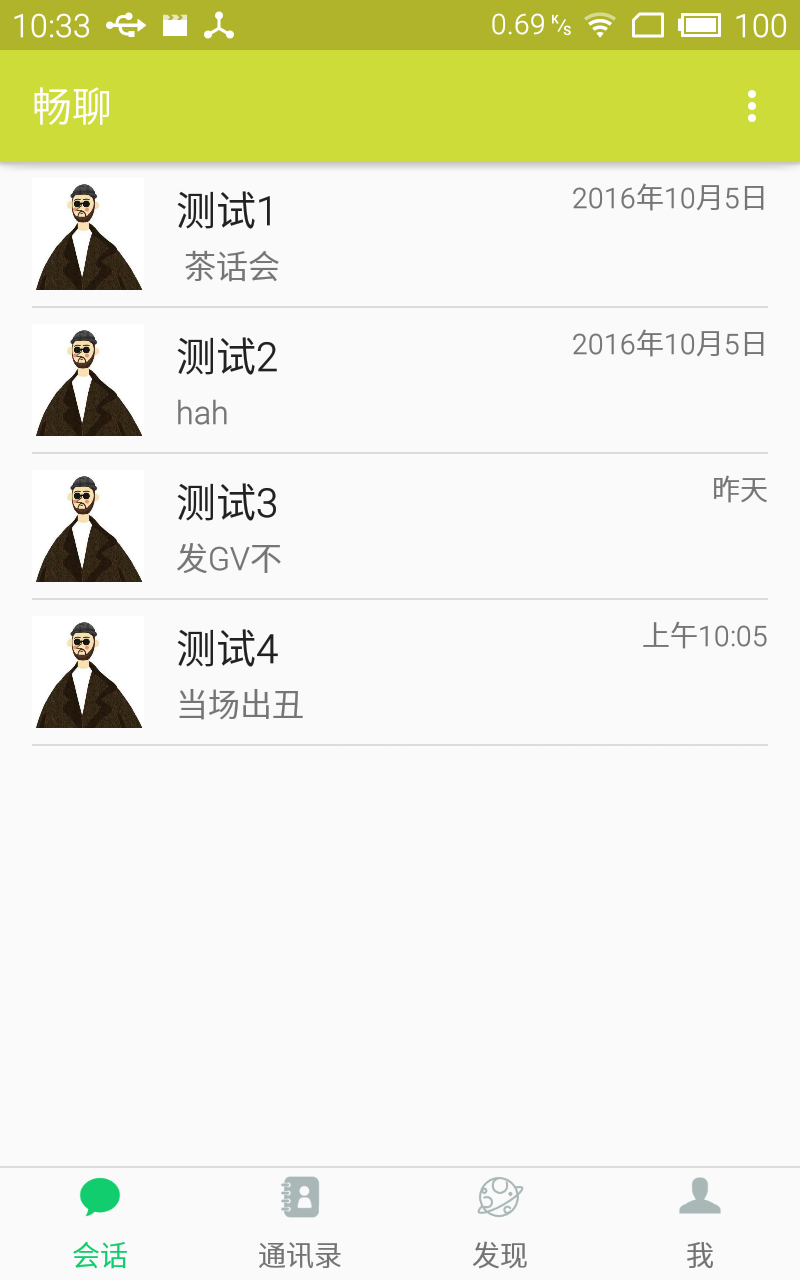 10:33 0.69 K/s 100
畅聊
测试1 2016年10月5日
茶话会
测试2 2016年10月5日
hah
测试3 昨天
发GV不
测试4 上午10:05
当场出丑
会话 通讯录 发现 我